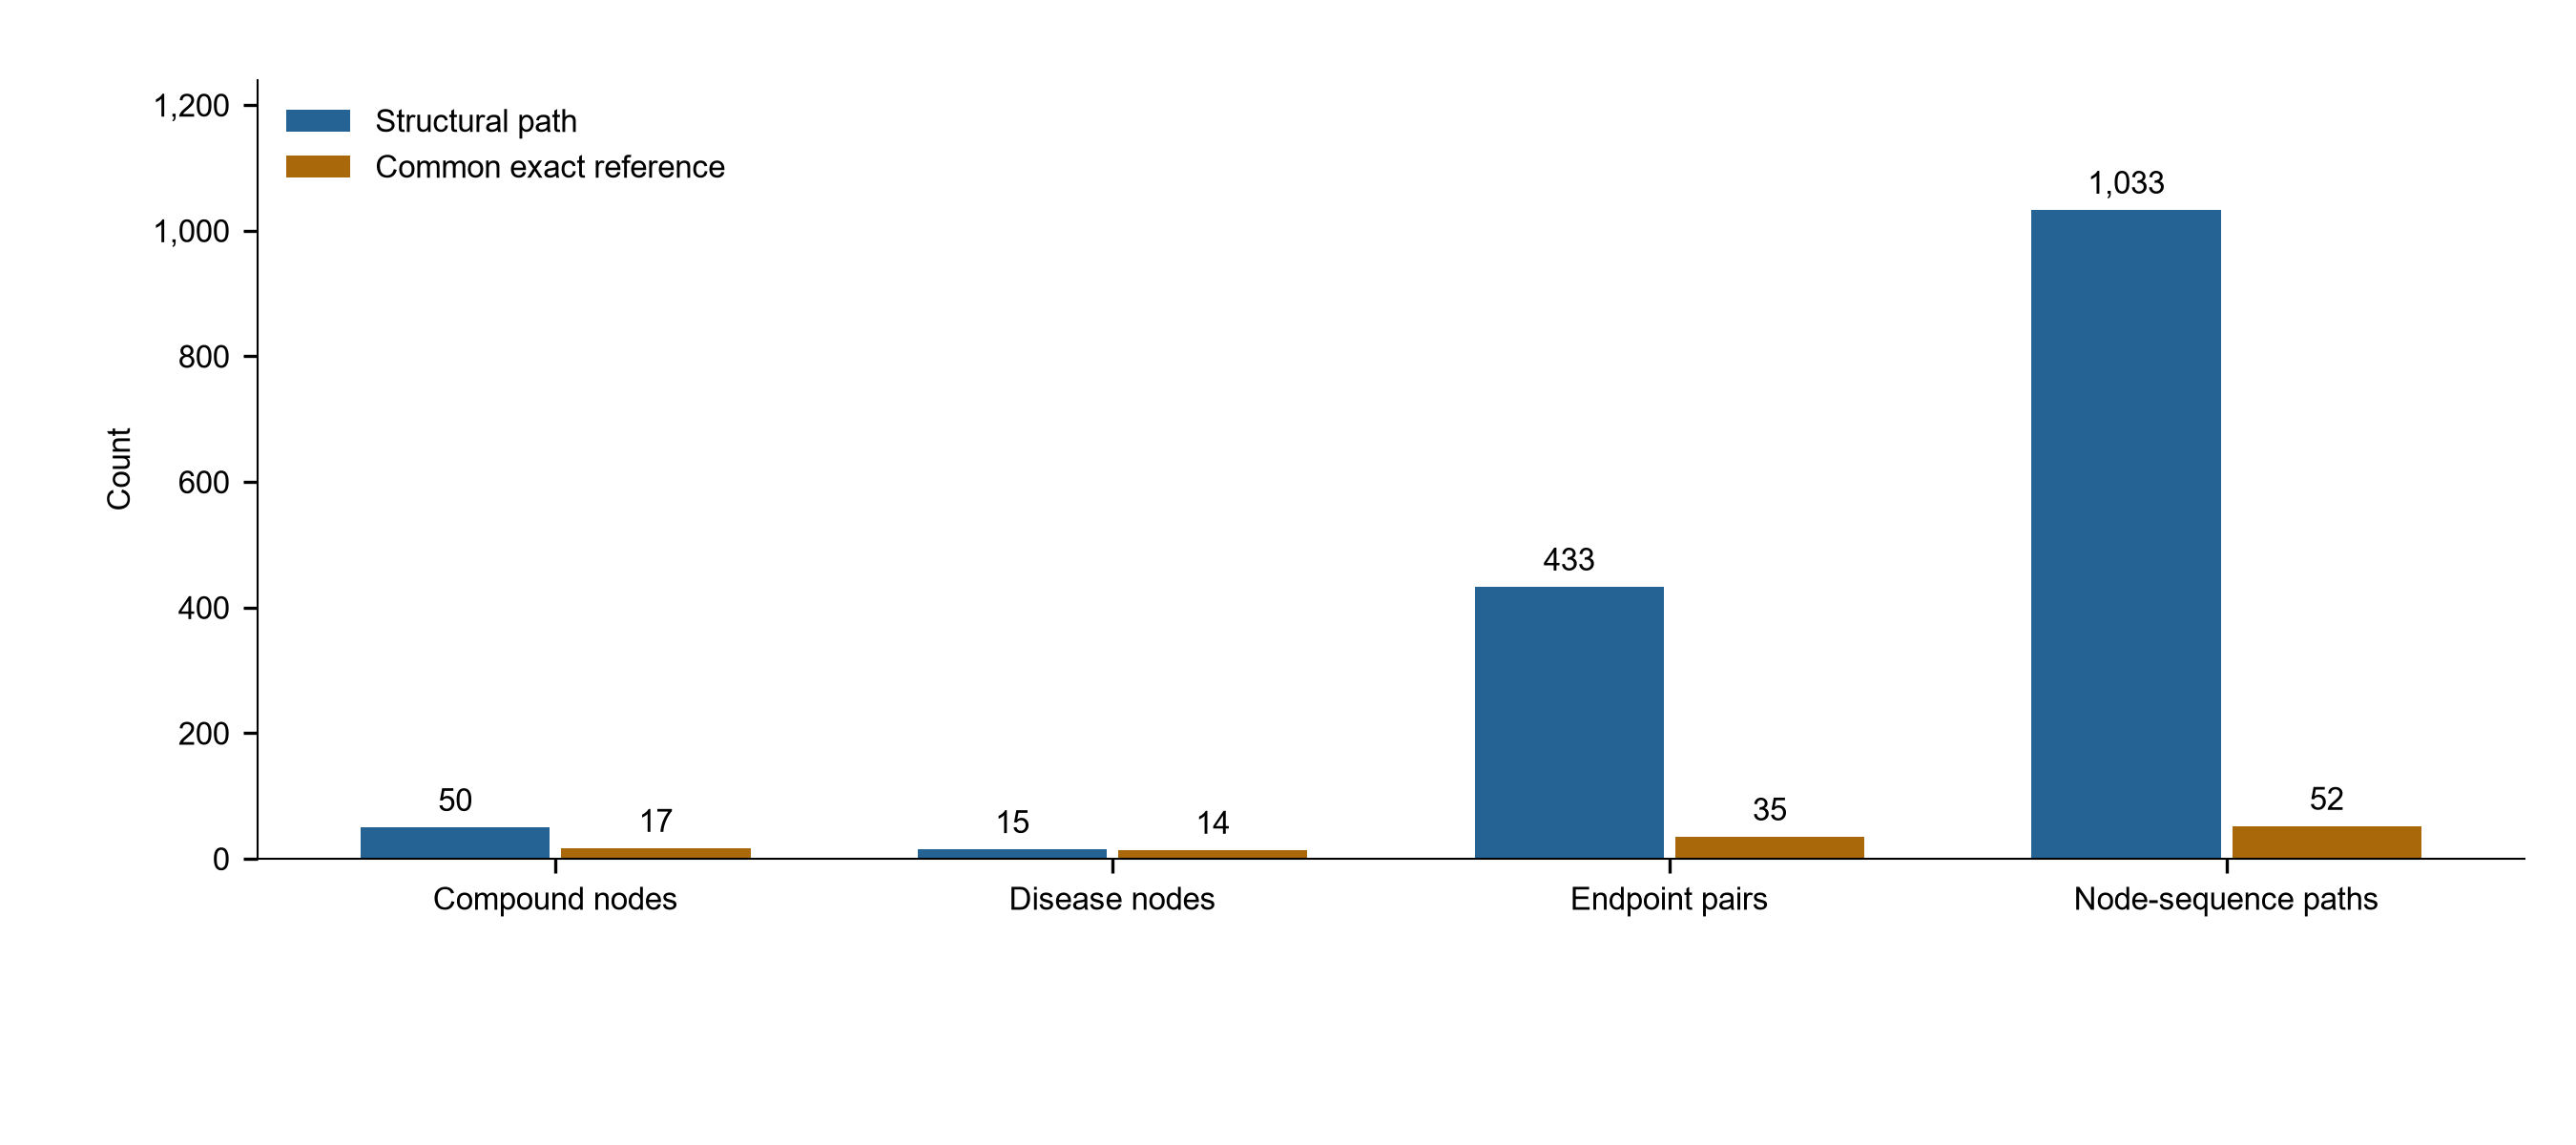 1,200
1,000
800
600
400
200
0
Count
Structural path
Common exact reference
50
17
15
14
433
35
1,033
52
Compound nodes
Disease nodes
Endpoint pairs
Node-sequence paths